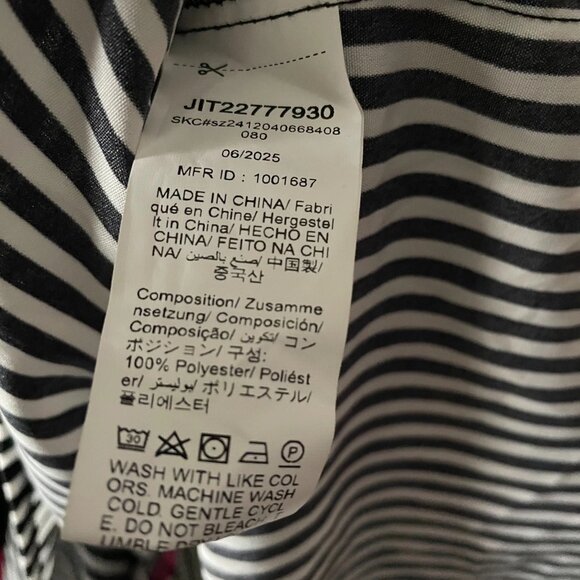 JIT22777930
SKC#sz2412040668408
080
06/2025
MFR ID : 1001687
MADE IN CHINA/ Fabri
qué en Chine/ Hergestel
lt in China/ HECHO EN
CHINA/ FEITO NA CHI
NA/ صنع بالصين/ 中国製/
중국산
Composition/ Zusamme
nsetzung/ Composición/
Composição/ تكوين/ コン
ポジション/ 구성:
100% Polyester/ Poliést
er/ بوليستر/ ポリエステル/
폴리에스터
30
P
WASH WITH LIKE COL
ORS. MACHINE WASH
COLD. GENTLE CYCL
E. DO NOT BLEACH
UMBLE DRY